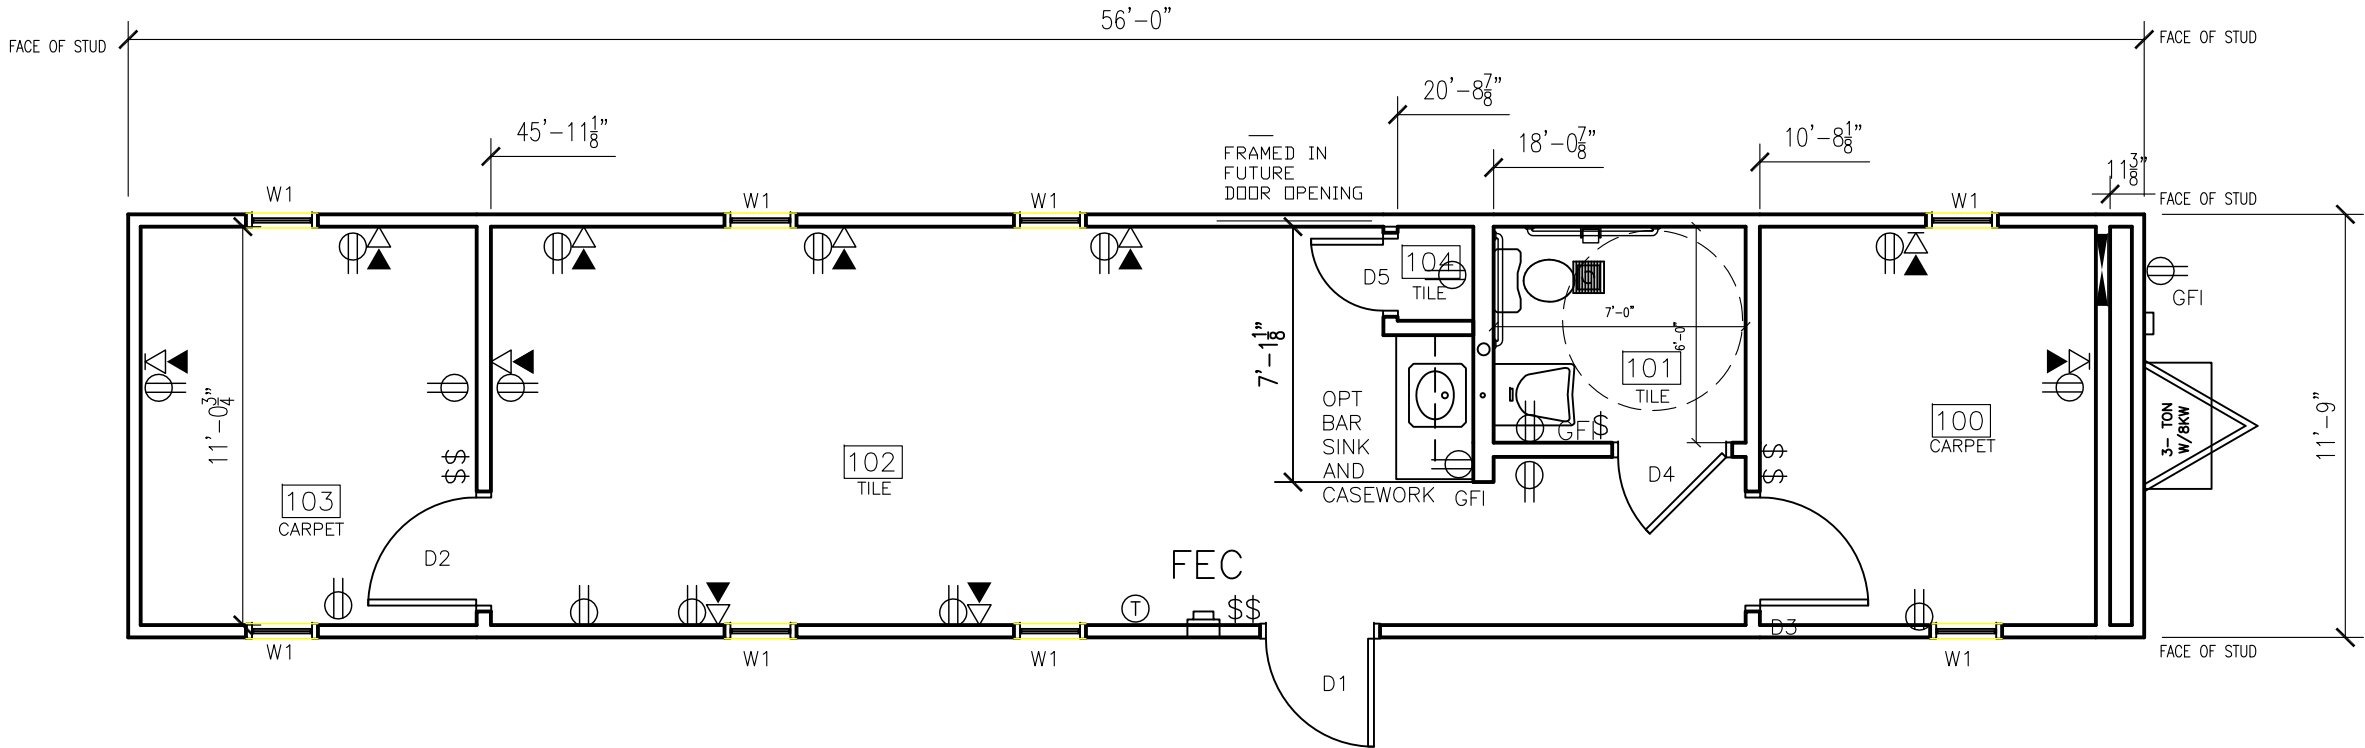 56'-0"
FACE OF STUD
FACE OF STUD
20'-8 7/8"
45'-11 1/8"
18'-0 7/8"
10'-8 1/8"
11 3/8"
FRAMED IN
FUTURE
DOOR OPENING
W1
W1
W1
W1
FACE OF STUD
D5
104
TILE
GFI
7'-0"
6'-0"
7'-1 1/8"
101
TILE
11'-0 3/4"
OPT
BAR
SINK
AND
CASEWORK
GFI
$
GFI
D4
$$
$$
100
CARPET
3- TON
W/8KW
11'-9"
102
TILE
103
CARPET
D2
FEC
T
$$
D3
W1
W1
W1
W1
FACE OF STUD
D1